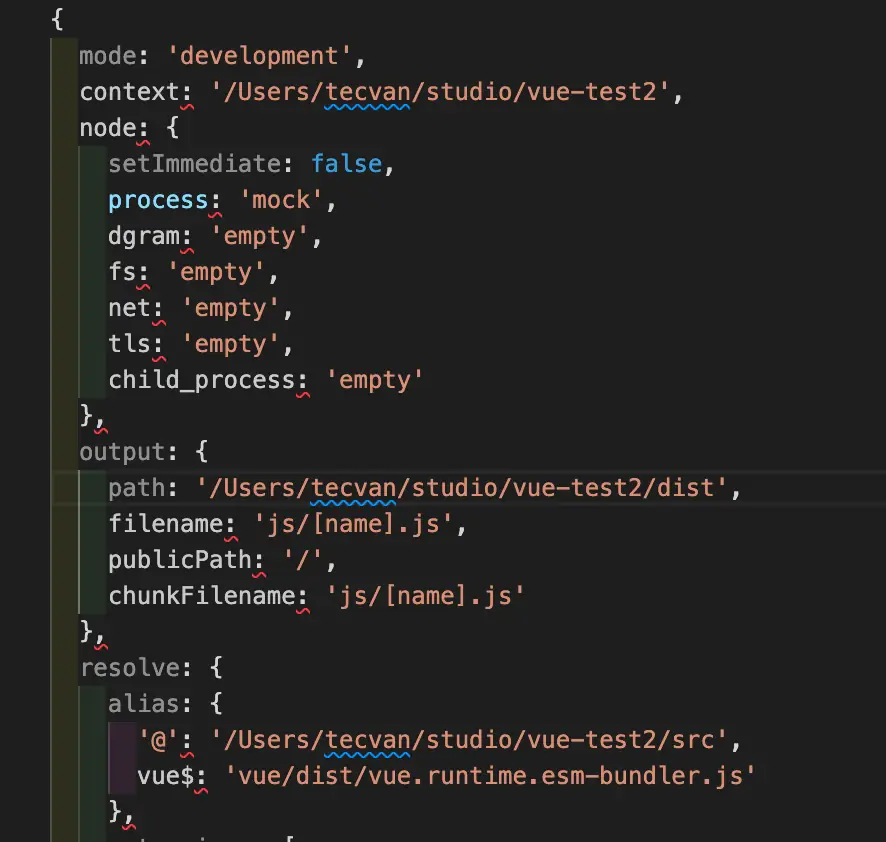 {
mode: 'development',
context: '/Users/tecvan/studio/vue-test2',
node: {
setImmediate: false,
process: 'mock',
dgram: 'empty',
fs: 'empty',
net: 'empty',
tls: 'empty',
child_process: 'empty'
},
output: {
path: '/Users/tecvan/studio/vue-test2/dist',
filename: 'js/[name].js',
publicPath: '/',
chunkFilename: 'js/[name].js'
},
resolve: {
alias: {
'@': '/Users/tecvan/studio/vue-test2/src',
vue$: 'vue/dist/vue.runtime.esm-bundler.js'
},